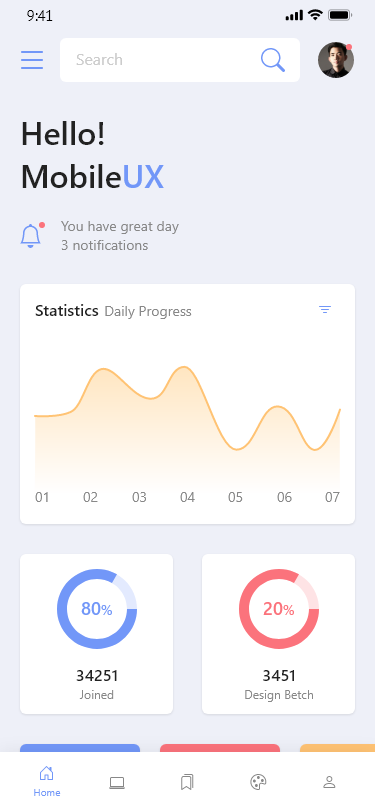 9:41
Search
Hello!
MobileUX
You have great day
3 notifications
Statistics Daily Progress
01 02 03 04 05 06 07
80% 20%
34251 3451
Joined Design Betch
Home